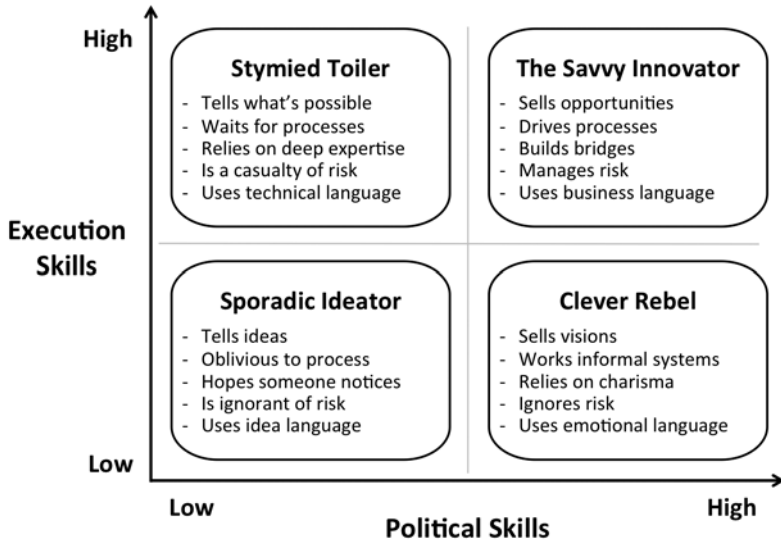 High
Stymied Toiler
- Tells what's possible
- Waits for processes
- Relies on deep expertise
- Is a casualty of risk
- Uses technical language
The Savvy Innovator
- Sells opportunities
- Drives processes
- Builds bridges
- Manages risk
- Uses business language
Execution
Skills
Sporadic Ideator
- Tells ideas
- Oblivious to process
- Hopes someone notices
- Is ignorant of risk
- Uses idea language
Clever Rebel
- Sells visions
- Works informal systems
- Relies on charisma
- Ignores risk
- Uses emotional language
Low
Low
High
Political Skills